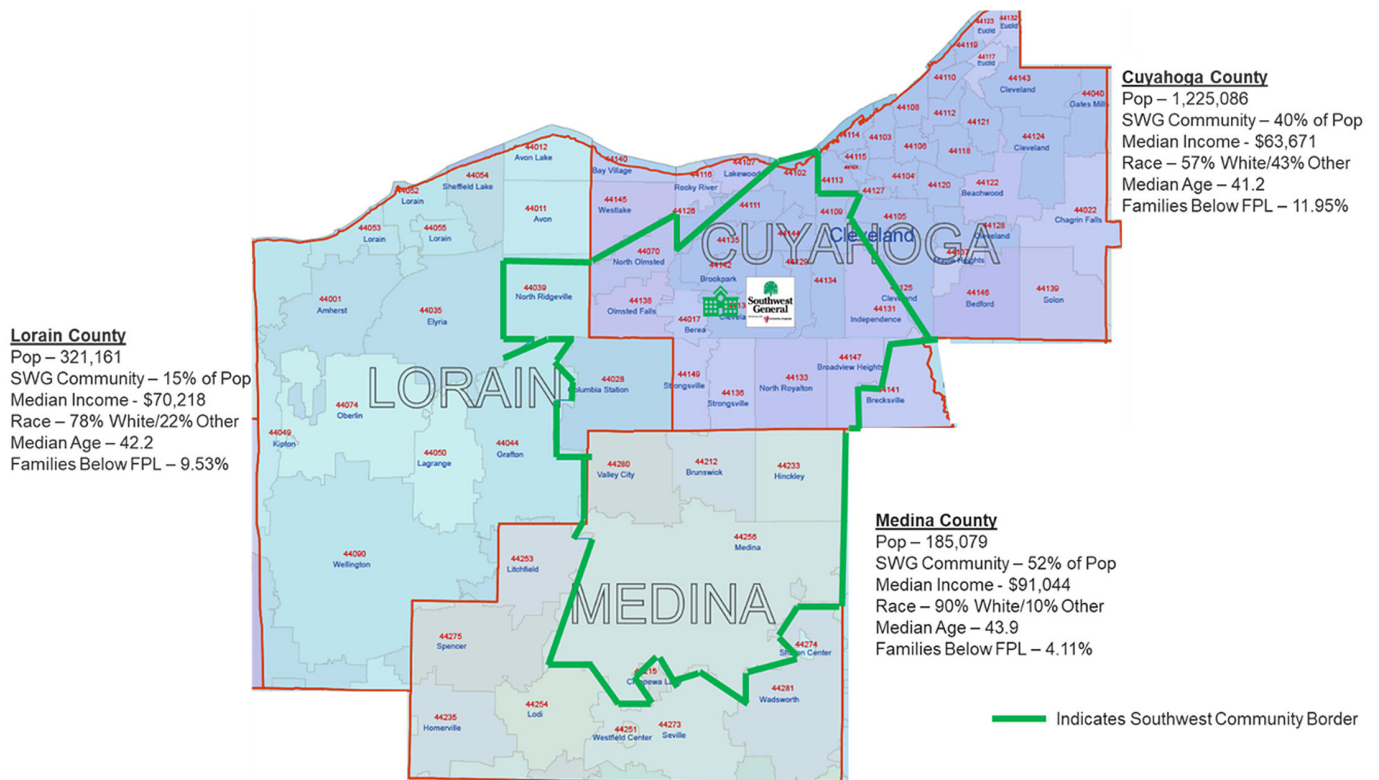 Cuyahoga County
Pop – 1,225,086
SWG Community – 40% of Pop
Median Income - $63,671
Race – 57% White/43% Other
Median Age – 41.2
Families Below FPL – 11.95%
Lorain County
Pop – 321,161
SWG Community – 15% of Pop
Median Income - $70,218
Race – 78% White/22% Other
Median Age – 42.2
Families Below FPL – 9.53%
Medina County
Pop – 185,079
SWG Community – 52% of Pop
Median Income - $91,044
Race – 90% White/10% Other
Median Age – 43.9
Families Below FPL – 4.11%
Indicates Southwest Community Border
CUYAHOGA
Cleveland
LORAIN
MEDINA
Southwest
General
44123
Euclid
44132
Euclid
44119
44117
Euclid
44110
44143
Cleveland
44040
Gates Mill
44108
44112
44121
44124
Cleveland
44114
44103
44106
44118
44115
44104
44120
44122
Beachwood
44113
44127
44102
44107
Lakewood
44116
Rocky River
44140
Bay Village
44012
Avon Lake
44054
Sheffield Lake
44052
Lorain
44053
Lorain
44055
Lorain
44011
Avon
44145
Westlake
44126
44111
44109
44105
44128
Cleveland
44022
Chagrin Falls
44135
44070
North Olmsted
44142
Brookpark
44129
44134
44125
Cleveland
44137
44146
Bedford
44139
Solon
44039
North Ridgeville
44138
Olmsted Falls
44017
Berea
44131
Independence
44001
Amherst
44035
Elyria
44028
Columbia Station
44149
Strongsville
44136
Strongsville
44133
North Royalton
44147
Broadview Heights
Brecksville
44074
Oberlin
44049
Kipton
44050
Lagrange
44044
Grafton
44280
Valley City
44212
Brunswick
44233
Hinckley
44090
Wellington
44253
Litchfield
44256
Medina
44275
Spencer
44274
Sharon Center
44281
Wadsworth
44254
Lodi
44235
Homerville
44251
Westfield Center
44273
Seville